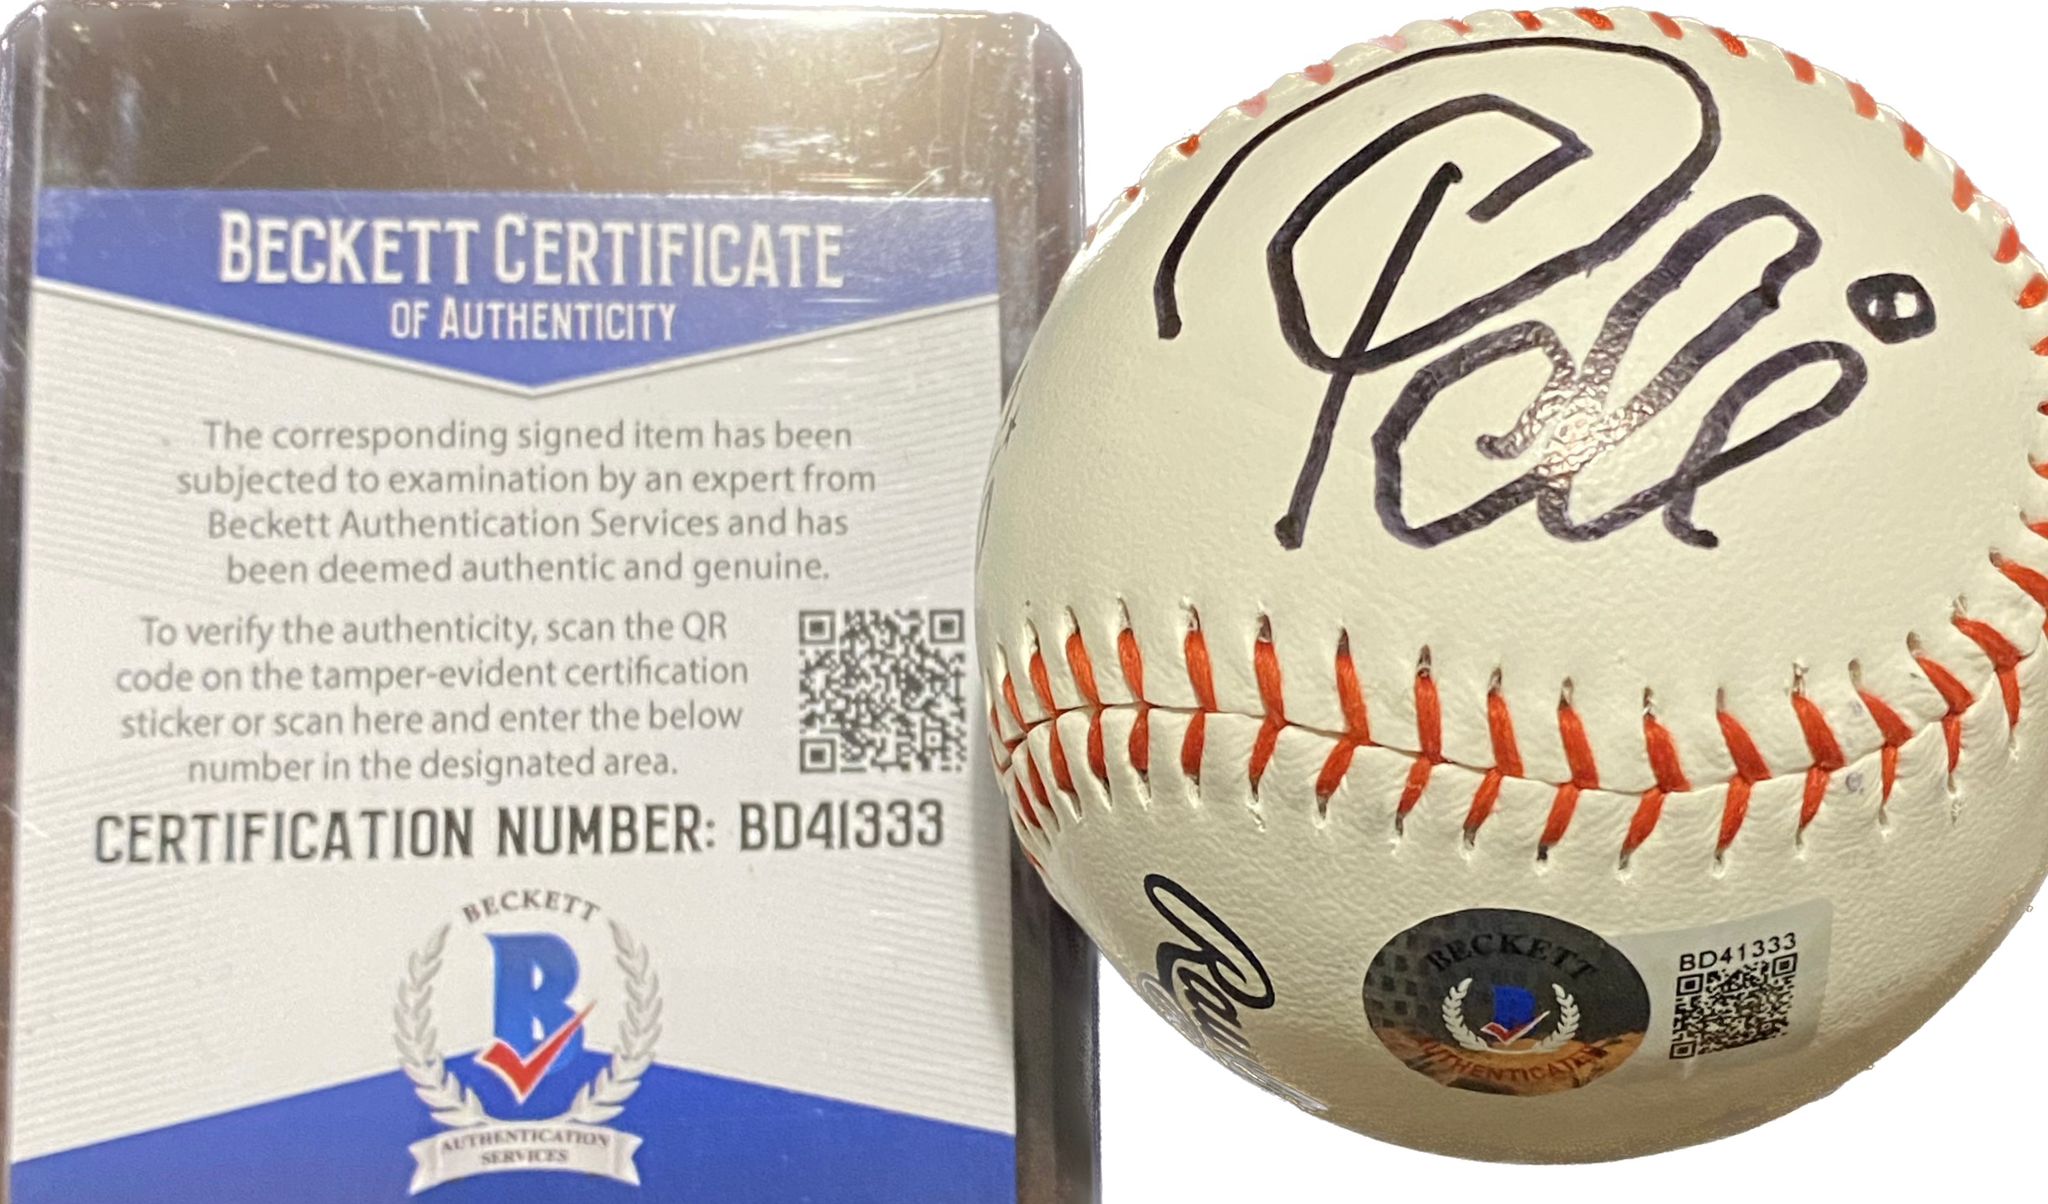 BECKETT CERTIFICATE
OF AUTHENTICITY
The corresponding signed item has been
subjected to examination by an expert from
Beckett Authentication Services and has
been deemed authentic and genuine.
To verify the authenticity, scan the QR
code on the tamper-evident certification
sticker or scan here and enter the below
number in the designated area.
CERTIFICATION NUMBER: BD41333
BECKETT
B
AUTHENTICATION
SERVICES
BECKETT
B
AUTHENTICATION
BD41333